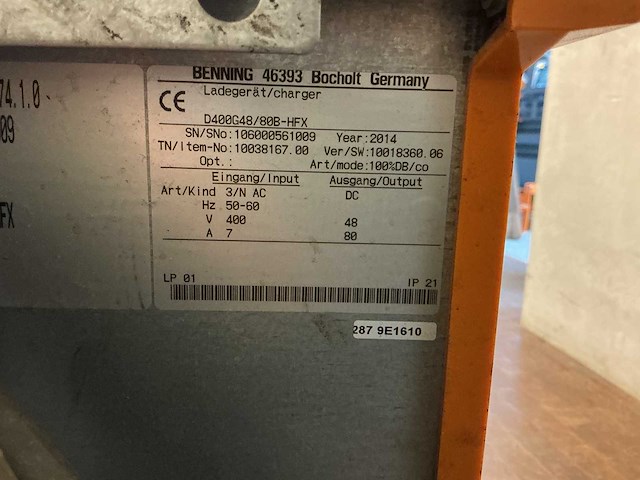 74.1.0
09
FX
BENNING 46393 Bocholt Germany
CE Ladegerät/charger
D400G48/80B-HFX
SN/SNo:106000561009 Year:2014
TN/Item-No:10038167.00 Ver/SW:10018360.06
Opt.: Art/mode:100%DB/co
Eingang/Input Ausgang/Output
Art/Kind 3/N AC DC
Hz 50-60
V 400 48
A 7 80
LP 01 IP 21
287 9E1610